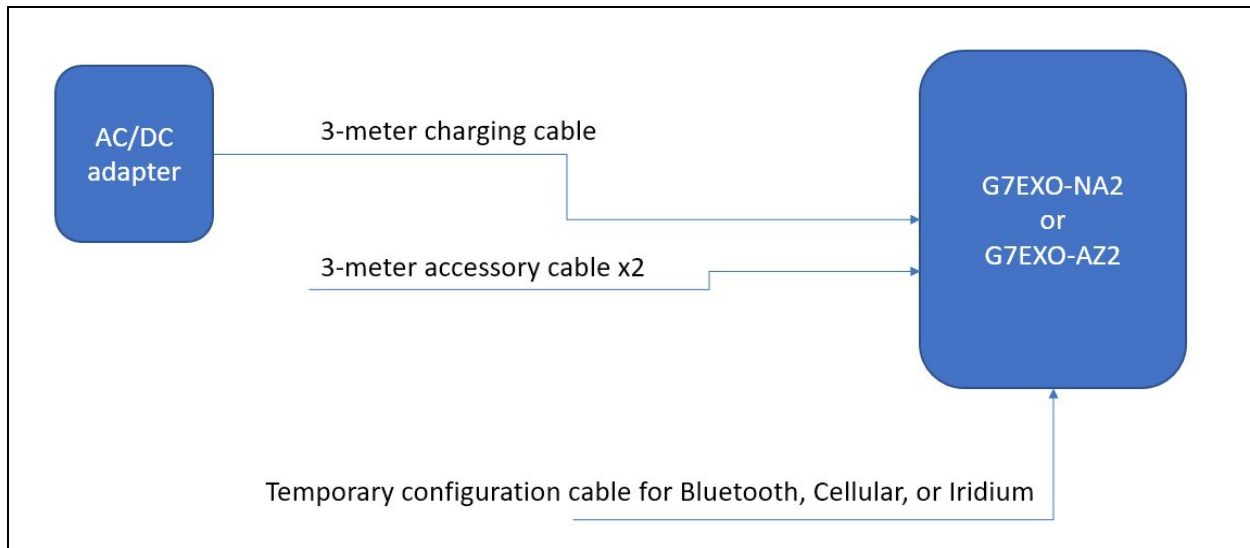 AC/DC
adapter
3-meter charging cable
3-meter accessory cable x2
G7EXO-NA2
or
G7EXO-AZ2
Temporary configuration cable for Bluetooth, Cellular, or Iridium